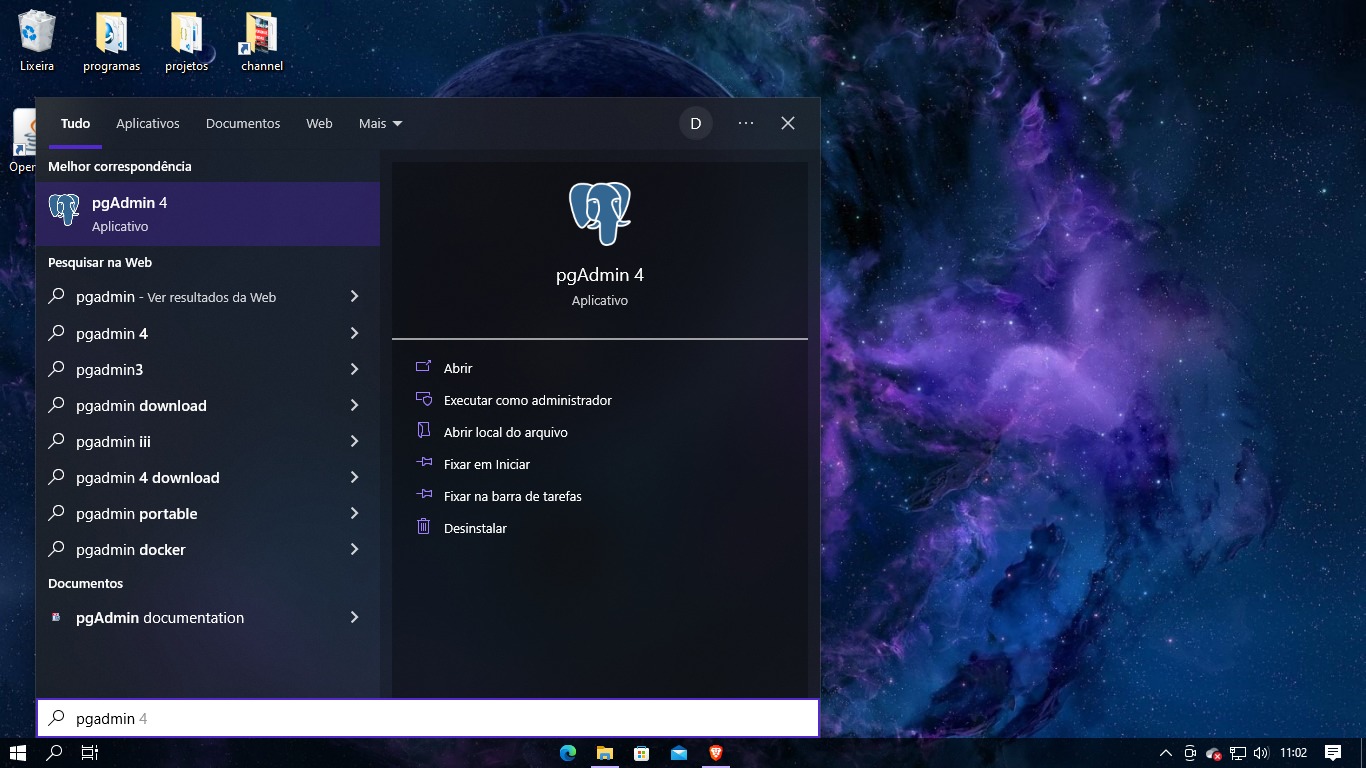 Lixeira
programas
projetos
channel
Open
Tudo
Aplicativos
Documentos
Web
Mais
D
Melhor correspondência
pgAdmin 4
Aplicativo
Pesquisar na Web
pgadmin - Ver resultados da Web
pgadmin 4
pgadmin3
pgadmin download
pgadmin iii
pgadmin 4 download
pgadmin portable
pgadmin docker
Documentos
pgAdmin documentation
pgAdmin 4
Aplicativo
Abrir
Executar como administrador
Abrir local do arquivo
Fixar em Iniciar
Fixar na barra de tarefas
Desinstalar
pgadmin 4
11:02